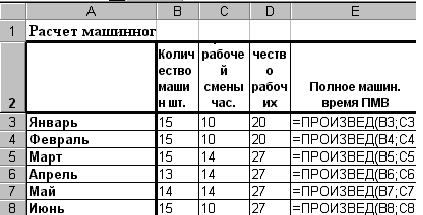 A B C D E
1 Расчет машинног
Колич рабоче честв
ество й о
маши смены рабоч Полное машин.
2 н шт. час. их время ПМВ
3 Январь 15 10 20 =ПРОИЗВЕД(B3;C3
4 Февраль 15 10 20 =ПРОИЗВЕД(B4;C4
5 Март 15 14 27 =ПРОИЗВЕД(B5;C5
6 Апрель 13 14 27 =ПРОИЗВЕД(B6;C6
7 Май 14 14 27 =ПРОИЗВЕД(B7;C7
8 Июнь 15 10 27 =ПРОИЗВЕД(B8;C8